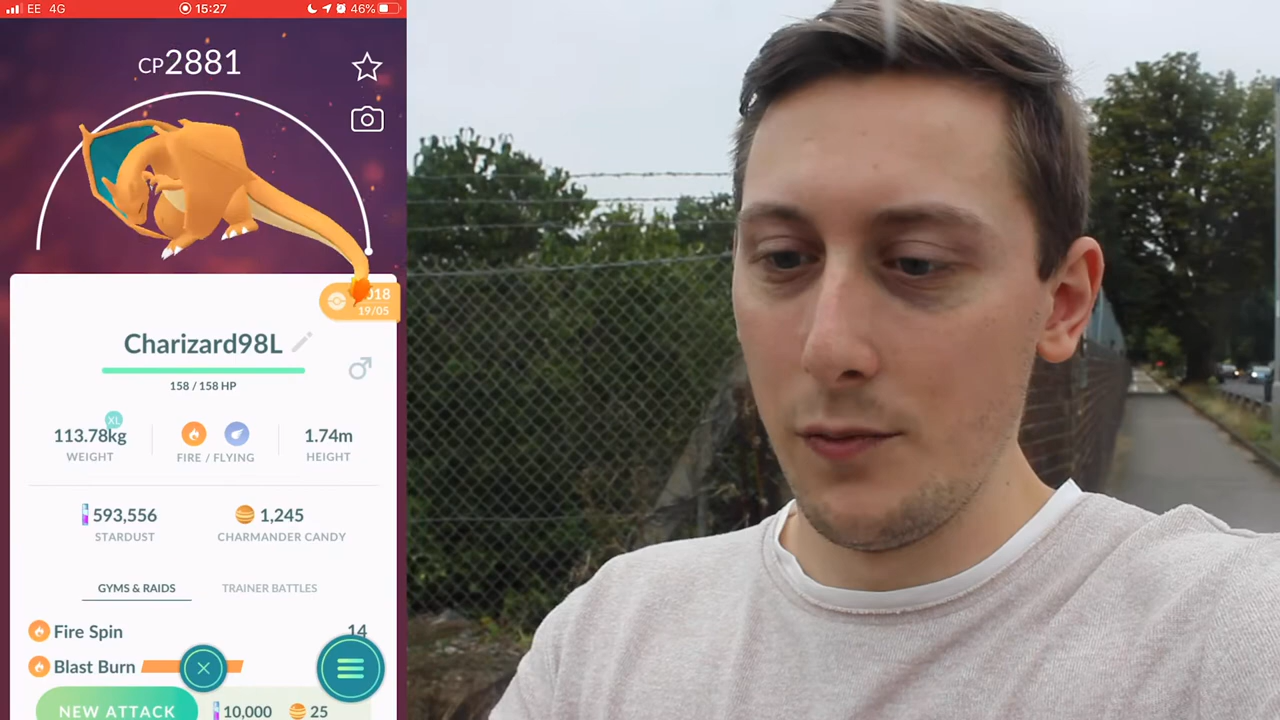 EE 4G 15:27 46%
CP2881
018
19/05
Charizard98L
158 / 158 HP
XL
113.78kg
WEIGHT
FIRE / FLYING
1.74m
HEIGHT
593,556
STARDUST
1,245
CHARMANDER CANDY
GYMS & RAIDS
TRAINER BATTLES
Fire Spin 14
Blast Burn
NEW ATTACK 10,000 25